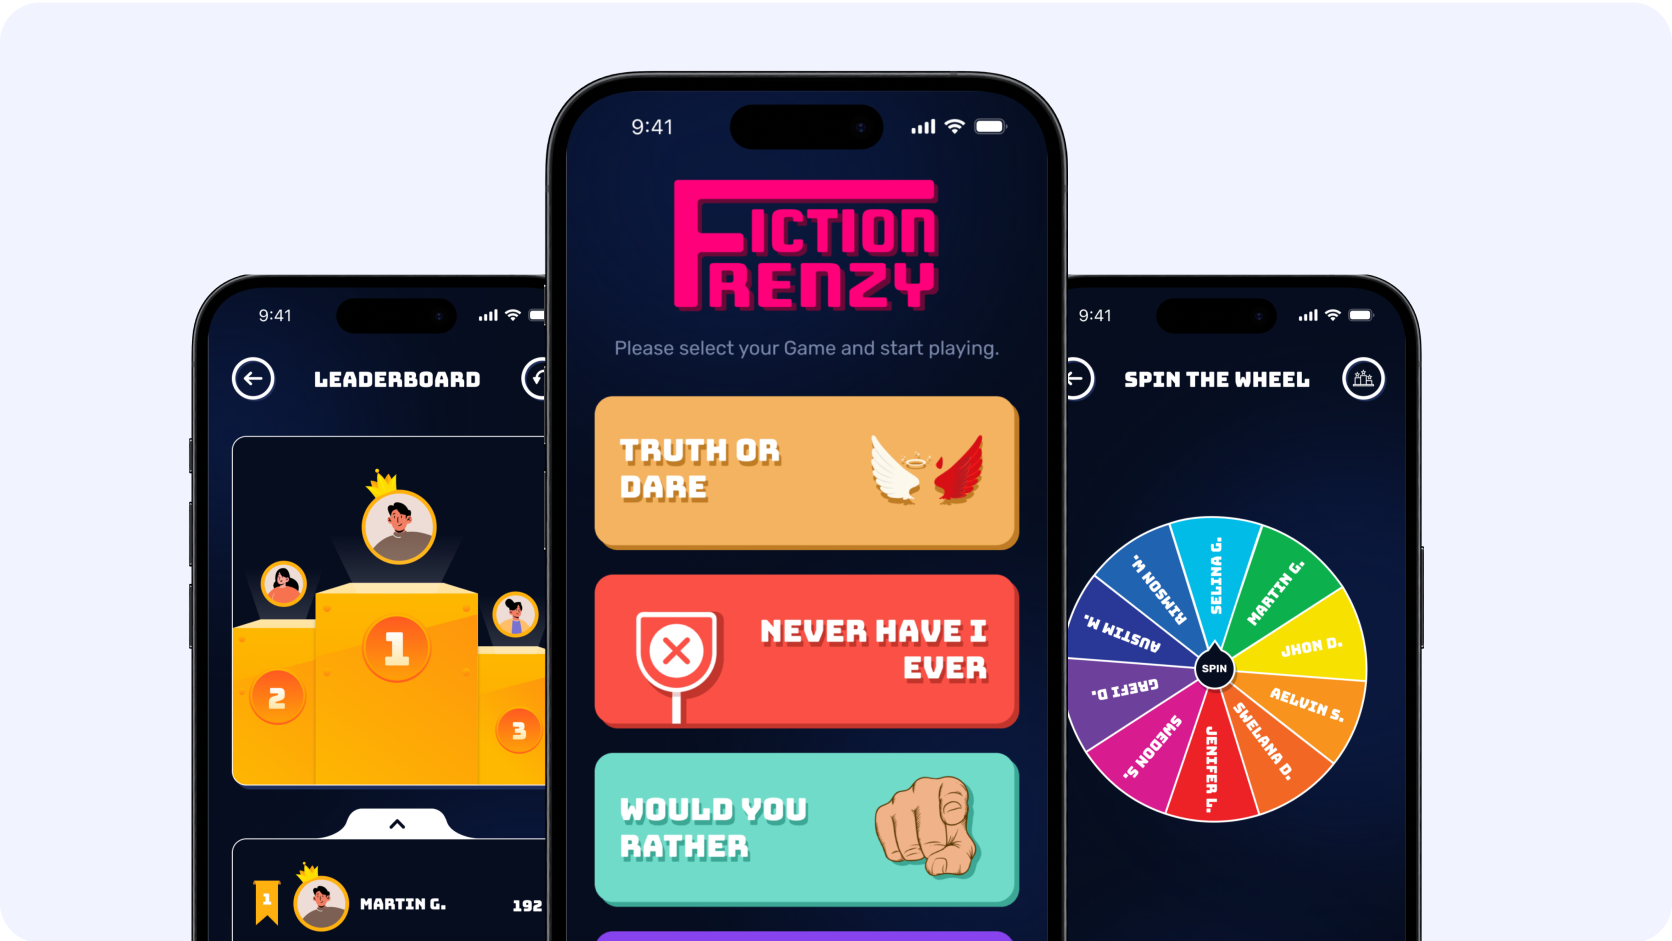 9:41
LEADERBOARD
2
1
3
1
MARTIN G.
192
9:41
FICTION
FRENZY
Please select your Game and start playing.
TRUTH OR
DARE
NEVER HAVE I
EVER
WOULD YOU
RATHER
9:41
SPIN THE WHEEL
SELINA G.
MARTIN G.
JHON D.
AELVIN S.
SWELANA D.
JENIFER L.
SWEDON S.
GREFI D.
AUSTIM M.
RIMSON M.
SPIN